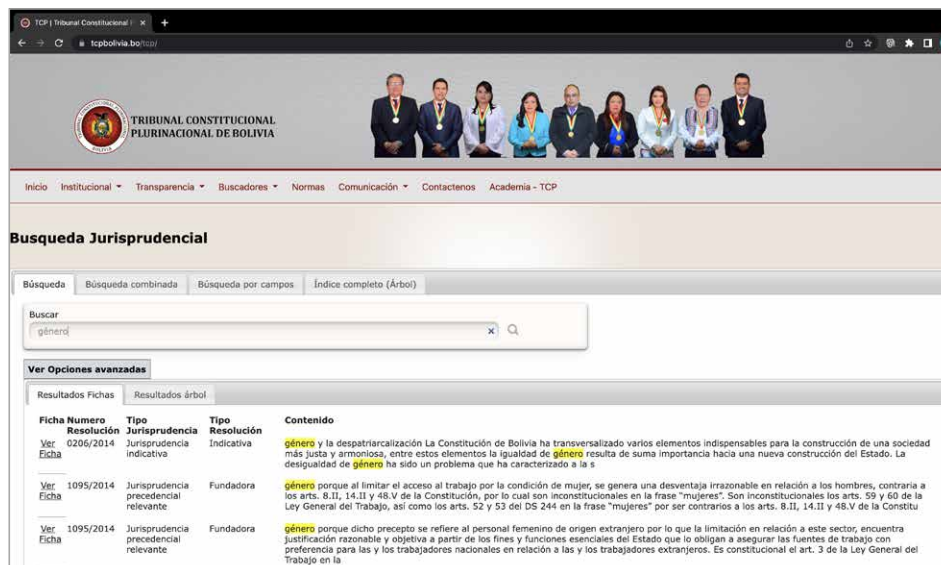 TCP | Tribunal Constitucional
tcpbolivia.bo/tcp/
TRIBUNAL CONSTITUCIONAL
PLURINACIONAL DE BOLIVIA
Inicio Institucional Transparencia Buscadores Normas Comunicación Contactenos Academia - TCP
Busqueda Jurisprudencial
Búsqueda Búsqueda combinada Búsqueda por campos Índice completo (Árbol)
Buscar
género
Ver Opciones avanzadas
Resultados Fichas Resultados árbol
Ficha Numero Tipo Tipo Contenido
Resolución Jurisprudencia Resolución
Ver 0206/2014 Jurisprudencia Indicativa género y la despatriarcalización La Constitución de Bolivia ha transversalizado varios elementos indispensables para la construcción de una sociedad
Ficha indicativa más justa y armoniosa, entre estos elementos la igualdad de género resulta de suma importancia hacia una nueva construcción del Estado. La
desigualdad de género ha sido un problema que ha caracterizado a la s
Ver 1095/2014 Jurisprudencia Fundadora género porque al limitar el acceso al trabajo por la condición de mujer, se genera una desventaja irrazonable en relación a los hombres, contraria a
Ficha precedencial los arts. 8.II, 14.II y 48.V de la Constitución, por lo cual son inconstitucionales en la frase "mujeres". Son inconstitucionales los arts. 59 y 60 de la
relevante Ley General del Trabajo, así como los arts. 52 y 53 del DS 244 en la frase "mujeres" por ser contrarios a los arts. 8.II, 14.II y 48.V de la Constitu
Ver 1095/2014 Jurisprudencia Fundadora género porque dicho precepto se refiere al personal femenino de origen extranjero por lo que la limitación en relación a este sector, encuentra
Ficha precedencial justificación razonable y objetiva a partir de los fines y funciones esenciales del Estado que lo obligan a asegurar las fuentes de trabajo con
relevante preferencia para las y los trabajadores nacionales en relación a las y los trabajadores extranjeros. Es constitucional el art. 3 de la Ley General del
Trabajo en la